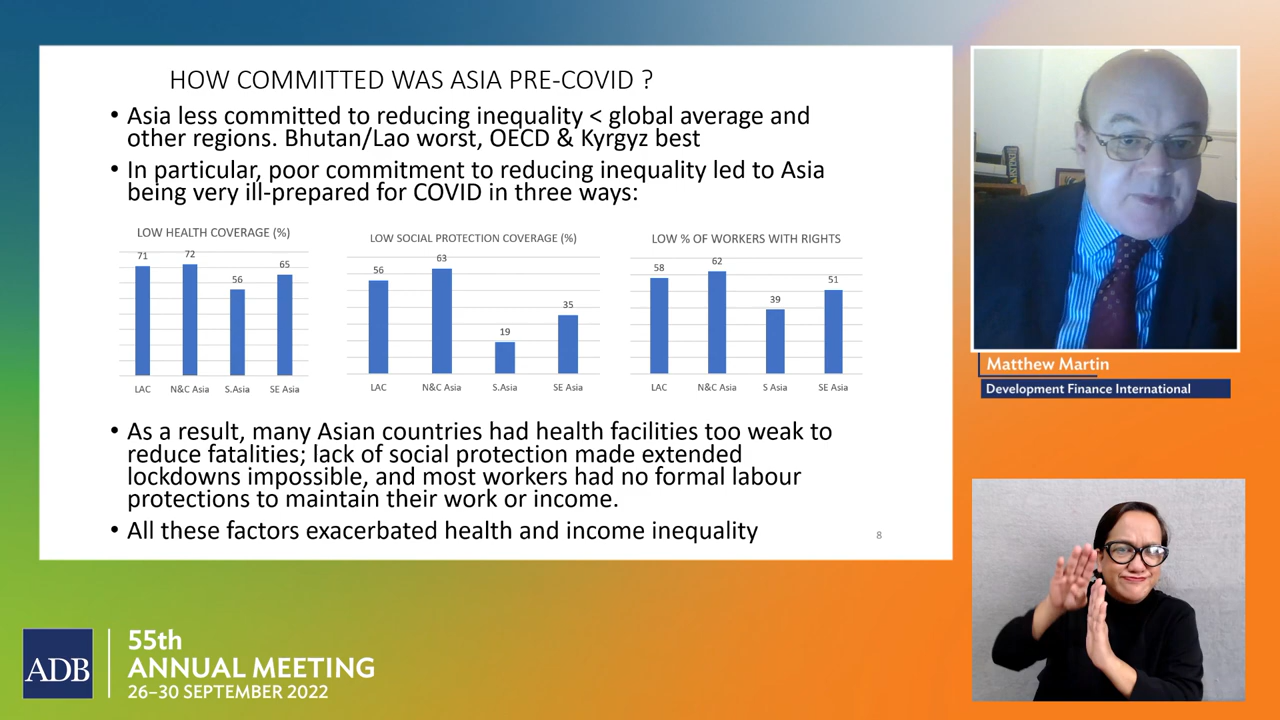 HOW COMMITTED WAS ASIA PRE-COVID ?
• Asia less committed to reducing inequality < global average and
other regions. Bhutan/Lao worst, OECD & Kyrgyz best
• In particular, poor commitment to reducing inequality led to Asia
being very ill-prepared for COVID in three ways:
LOW HEALTH COVERAGE (%)
71 72 56 65
LAC N&C Asia S.Asia SE Asia
LOW SOCIAL PROTECTION COVERAGE (%)
56 63 19 35
LAC N&C Asia S.Asia SE Asia
LOW % OF WORKERS WITH RIGHTS
58 62 39 51
LAC N&C Asia S Asia SE Asia
• As a result, many Asian countries had health facilities too weak to
reduce fatalities; lack of social protection made extended
lockdowns impossible, and most workers had no formal labour
protections to maintain their work or income.
• All these factors exacerbated health and income inequality
8
ENGLISH
Matthew Martin
Development Finance International
ADB
55th
ANNUAL MEETING
26–30 SEPTEMBER 2022